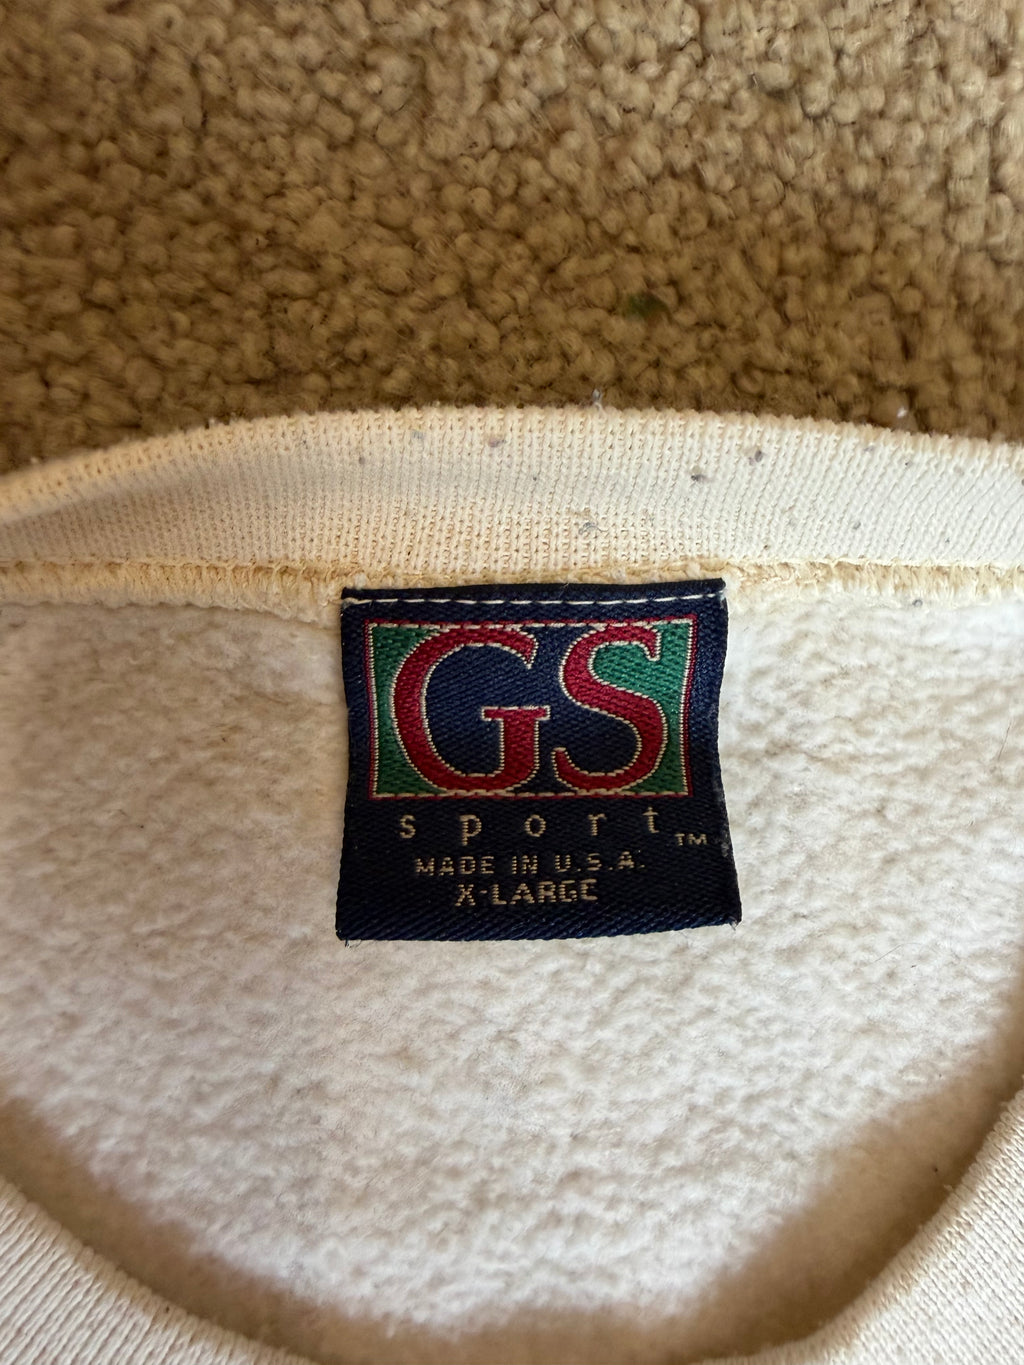 GS
sport™
MADE IN U.S.A.
X-LARGE